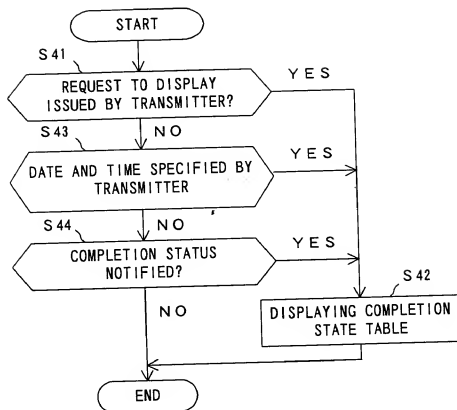 START
S41
REQUEST TO DISPLAY
ISSUED BY TRANSMITTER?
YES
NO
S43
DATE AND TIME SPECIFIED BY
TRANSMITTER
YES
NO
S44
COMPLETION STATUS
NOTIFIED?
YES
NO
S42
DISPLAYING COMPLETION
STATE TABLE
END